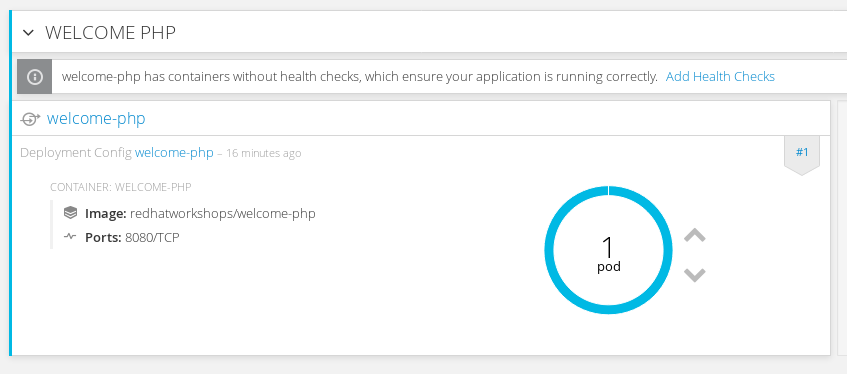 WELCOME PHP
welcome-php has containers without health checks, which ensure your application is running correctly. Add Health Checks
welcome-php
Deployment Config welcome-php – 16 minutes ago
#1
CONTAINER: WELCOME-PHP
Image: redhatworkshops/welcome-php
Ports: 8080/TCP
1
pod